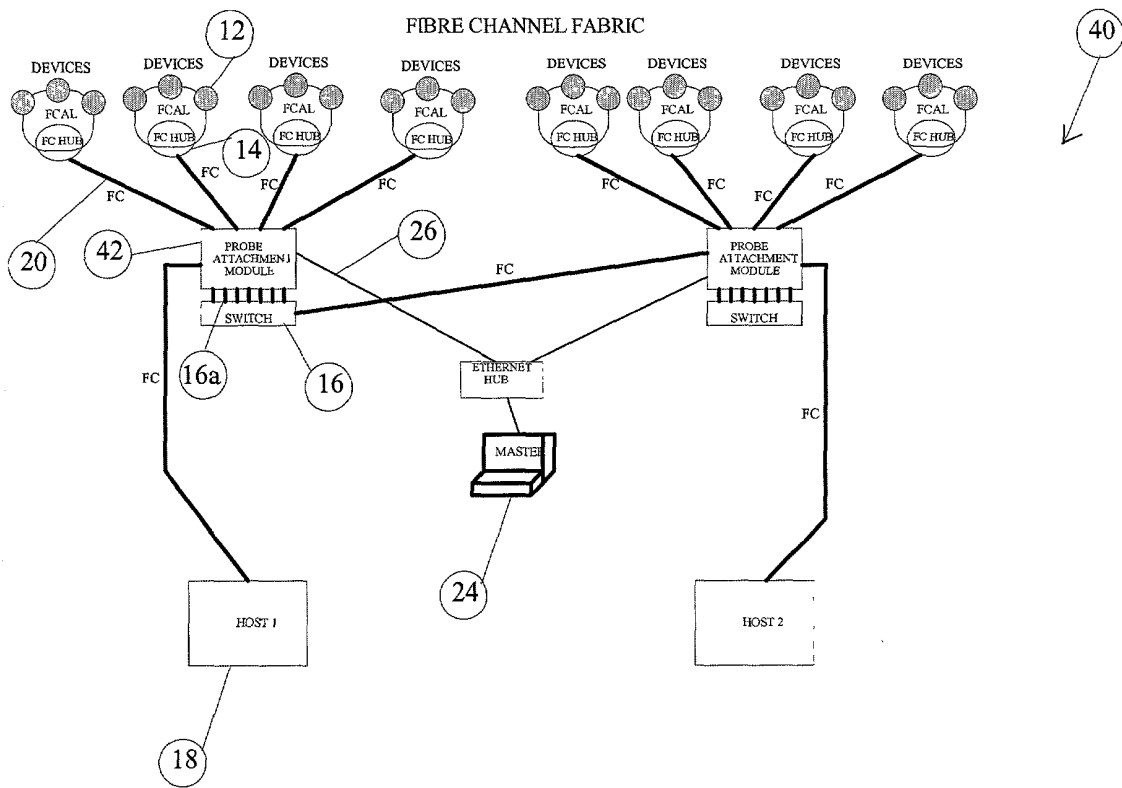 FIBRE CHANNEL FABRIC
12
40
DEVICES
DEVICES
DEVICES
DEVICES
DEVICES
DEVICES
DEVICES
DEVICES
FCAL
FCAL
FCAL
FCAL
FCAL
FCAL
FCAL
FCAL
FC HUB
FC HUB
FC HUB
FC HUB
FC HUB
FC HUB
FC HUB
FC HUB
14
FC
FC
FC
FC
FC
FC
FC
FC
20
42
26
PROBE
ATTACHMENT
MODULE
PROBE
ATTACHMENT
MODULE
FC
SWITCH
SWITCH
16a
16
FC
ETHERNET
HUB
FC
MASTER
24
HOST 1
HOST 2
18